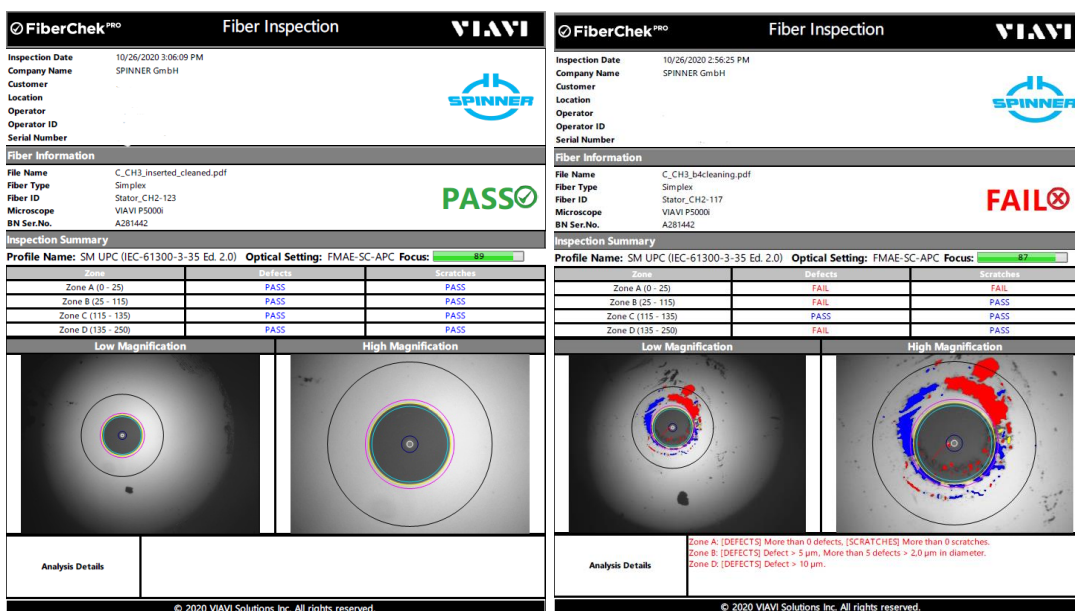 FiberChek PRO
Fiber Inspection
VIAVI
Inspection Date 10/26/2020 3:06:09 PM
Company Name SPINNER GmbH
Customer
Location
Operator
Operator ID
Serial Number
SPINNER
Fiber Information
File Name C_CH3_inserted_cleaned.pdf
Fiber Type Simplex
Fiber ID Stator_CH2-123
Microscope VIAVI P5000i
BN Ser.No. A281442
PASS
Inspection Summary
Profile Name: SM UPC (IEC-61300-3-35 Ed. 2.0) Optical Setting: FMAE-SC-APC Focus: 89
Zone Defects Scratches
Zone A (0 - 25) PASS PASS
Zone B (25 - 115) PASS PASS
Zone C (115 - 135) PASS PASS
Zone D (135 - 250) PASS PASS
Low Magnification High Magnification
Analysis Details
© 2020 VIAVI Solutions Inc. All rights reserved.
FiberChek PRO
Fiber Inspection
VIAVI
Inspection Date 10/26/2020 2:56:25 PM
Company Name SPINNER GmbH
Customer
Location
Operator
Operator ID
Serial Number
SPINNER
Fiber Information
File Name C_CH3_b4cleaning.pdf
Fiber Type Simplex
Fiber ID Stator_CH2-117
Microscope VIAVI P5000i
BN Ser.No. A281442
FAIL
Inspection Summary
Profile Name: SM UPC (IEC-61300-3-35 Ed. 2.0) Optical Setting: FMAE-SC-APC Focus: 87
Zone Defects Scratches
Zone A (0 - 25) FAIL FAIL
Zone B (25 - 115) FAIL PASS
Zone C (115 - 135) PASS PASS
Zone D (135 - 250) FAIL PASS
Low Magnification High Magnification
Analysis Details
Zone A: [DEFECTS] More than 0 defects, [SCRATCHES] More than 0 scratches.
Zone B: [DEFECTS] Defect > 5 µm, More than 5 defects > 2,0 µm in diameter.
Zone D: [DEFECTS] Defect > 10 µm.
© 2020 VIAVI Solutions Inc. All rights reserved.